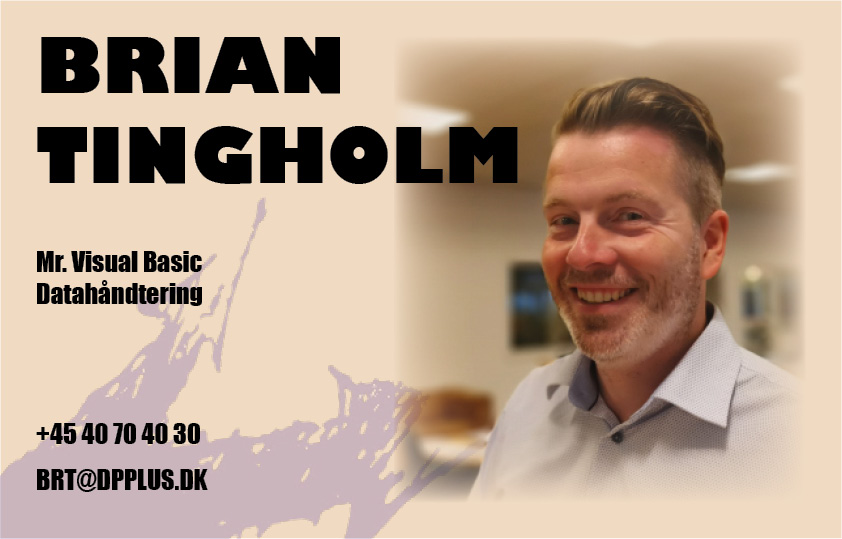 BRIAN
TINGHOLM
Mr. Visual Basic
Datahåndtering
+45 40 70 40 30
BRT@DPPLUS.DK